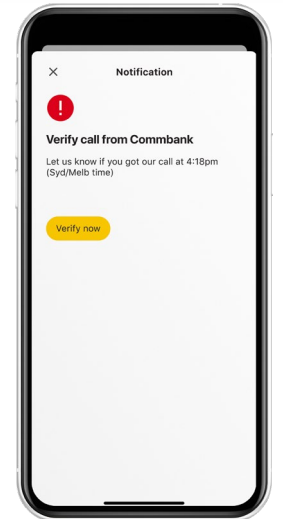 Notification
!
Verify call from Commbank
Let us know if you got our call at 4:18pm
(Syd/Melb time)
Verify now